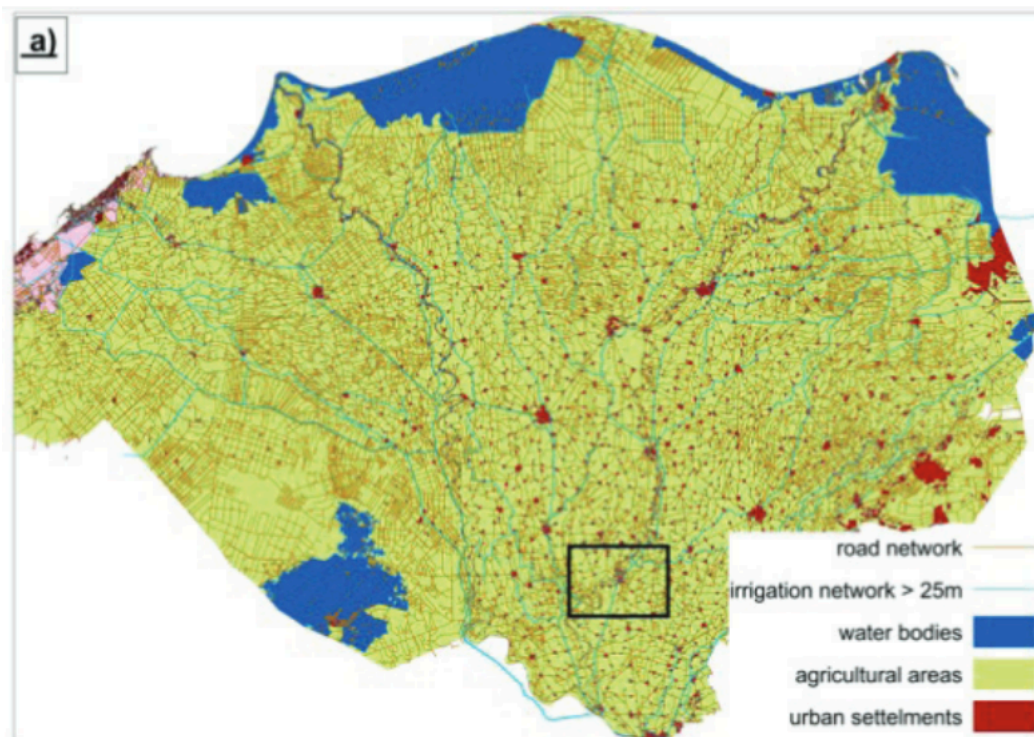 a)
road network
irrigation network > 25m
water bodies
agricultural areas
urban settelments